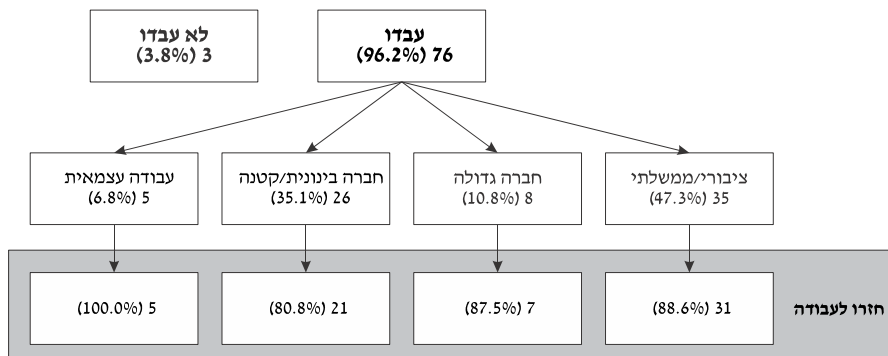 עבדו
76 (96.2%)
לא עבדו
3 (3.8%)
ציבורי/ממשלתי
35 (47.3%)
חברה גדולה
8 (10.8%)
חברה בינונית/קטנה
26 (35.1%)
עבודה עצמאית
5 (6.8%)
חזרו לעבודה
31 (88.6%)
7 (87.5%)
21 (80.8%)
5 (100.0%)